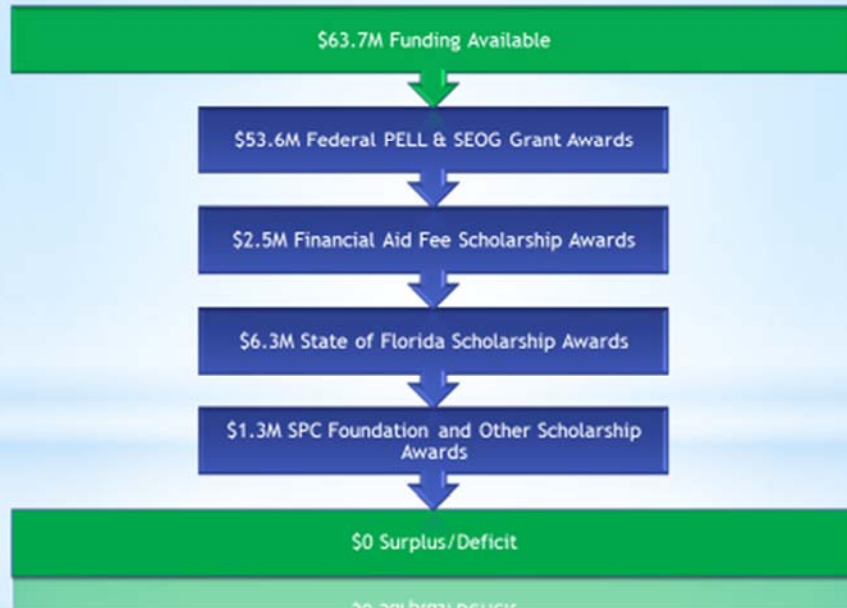 $63.7M Funding Available
$53.6M Federal PELL & SEOG Grant Awards
$2.5M Financial Aid Fee Scholarship Awards
$6.3M State of Florida Scholarship Awards
$1.3M SPC Foundation and Other Scholarship
Awards
$0 Surplus/Deficit